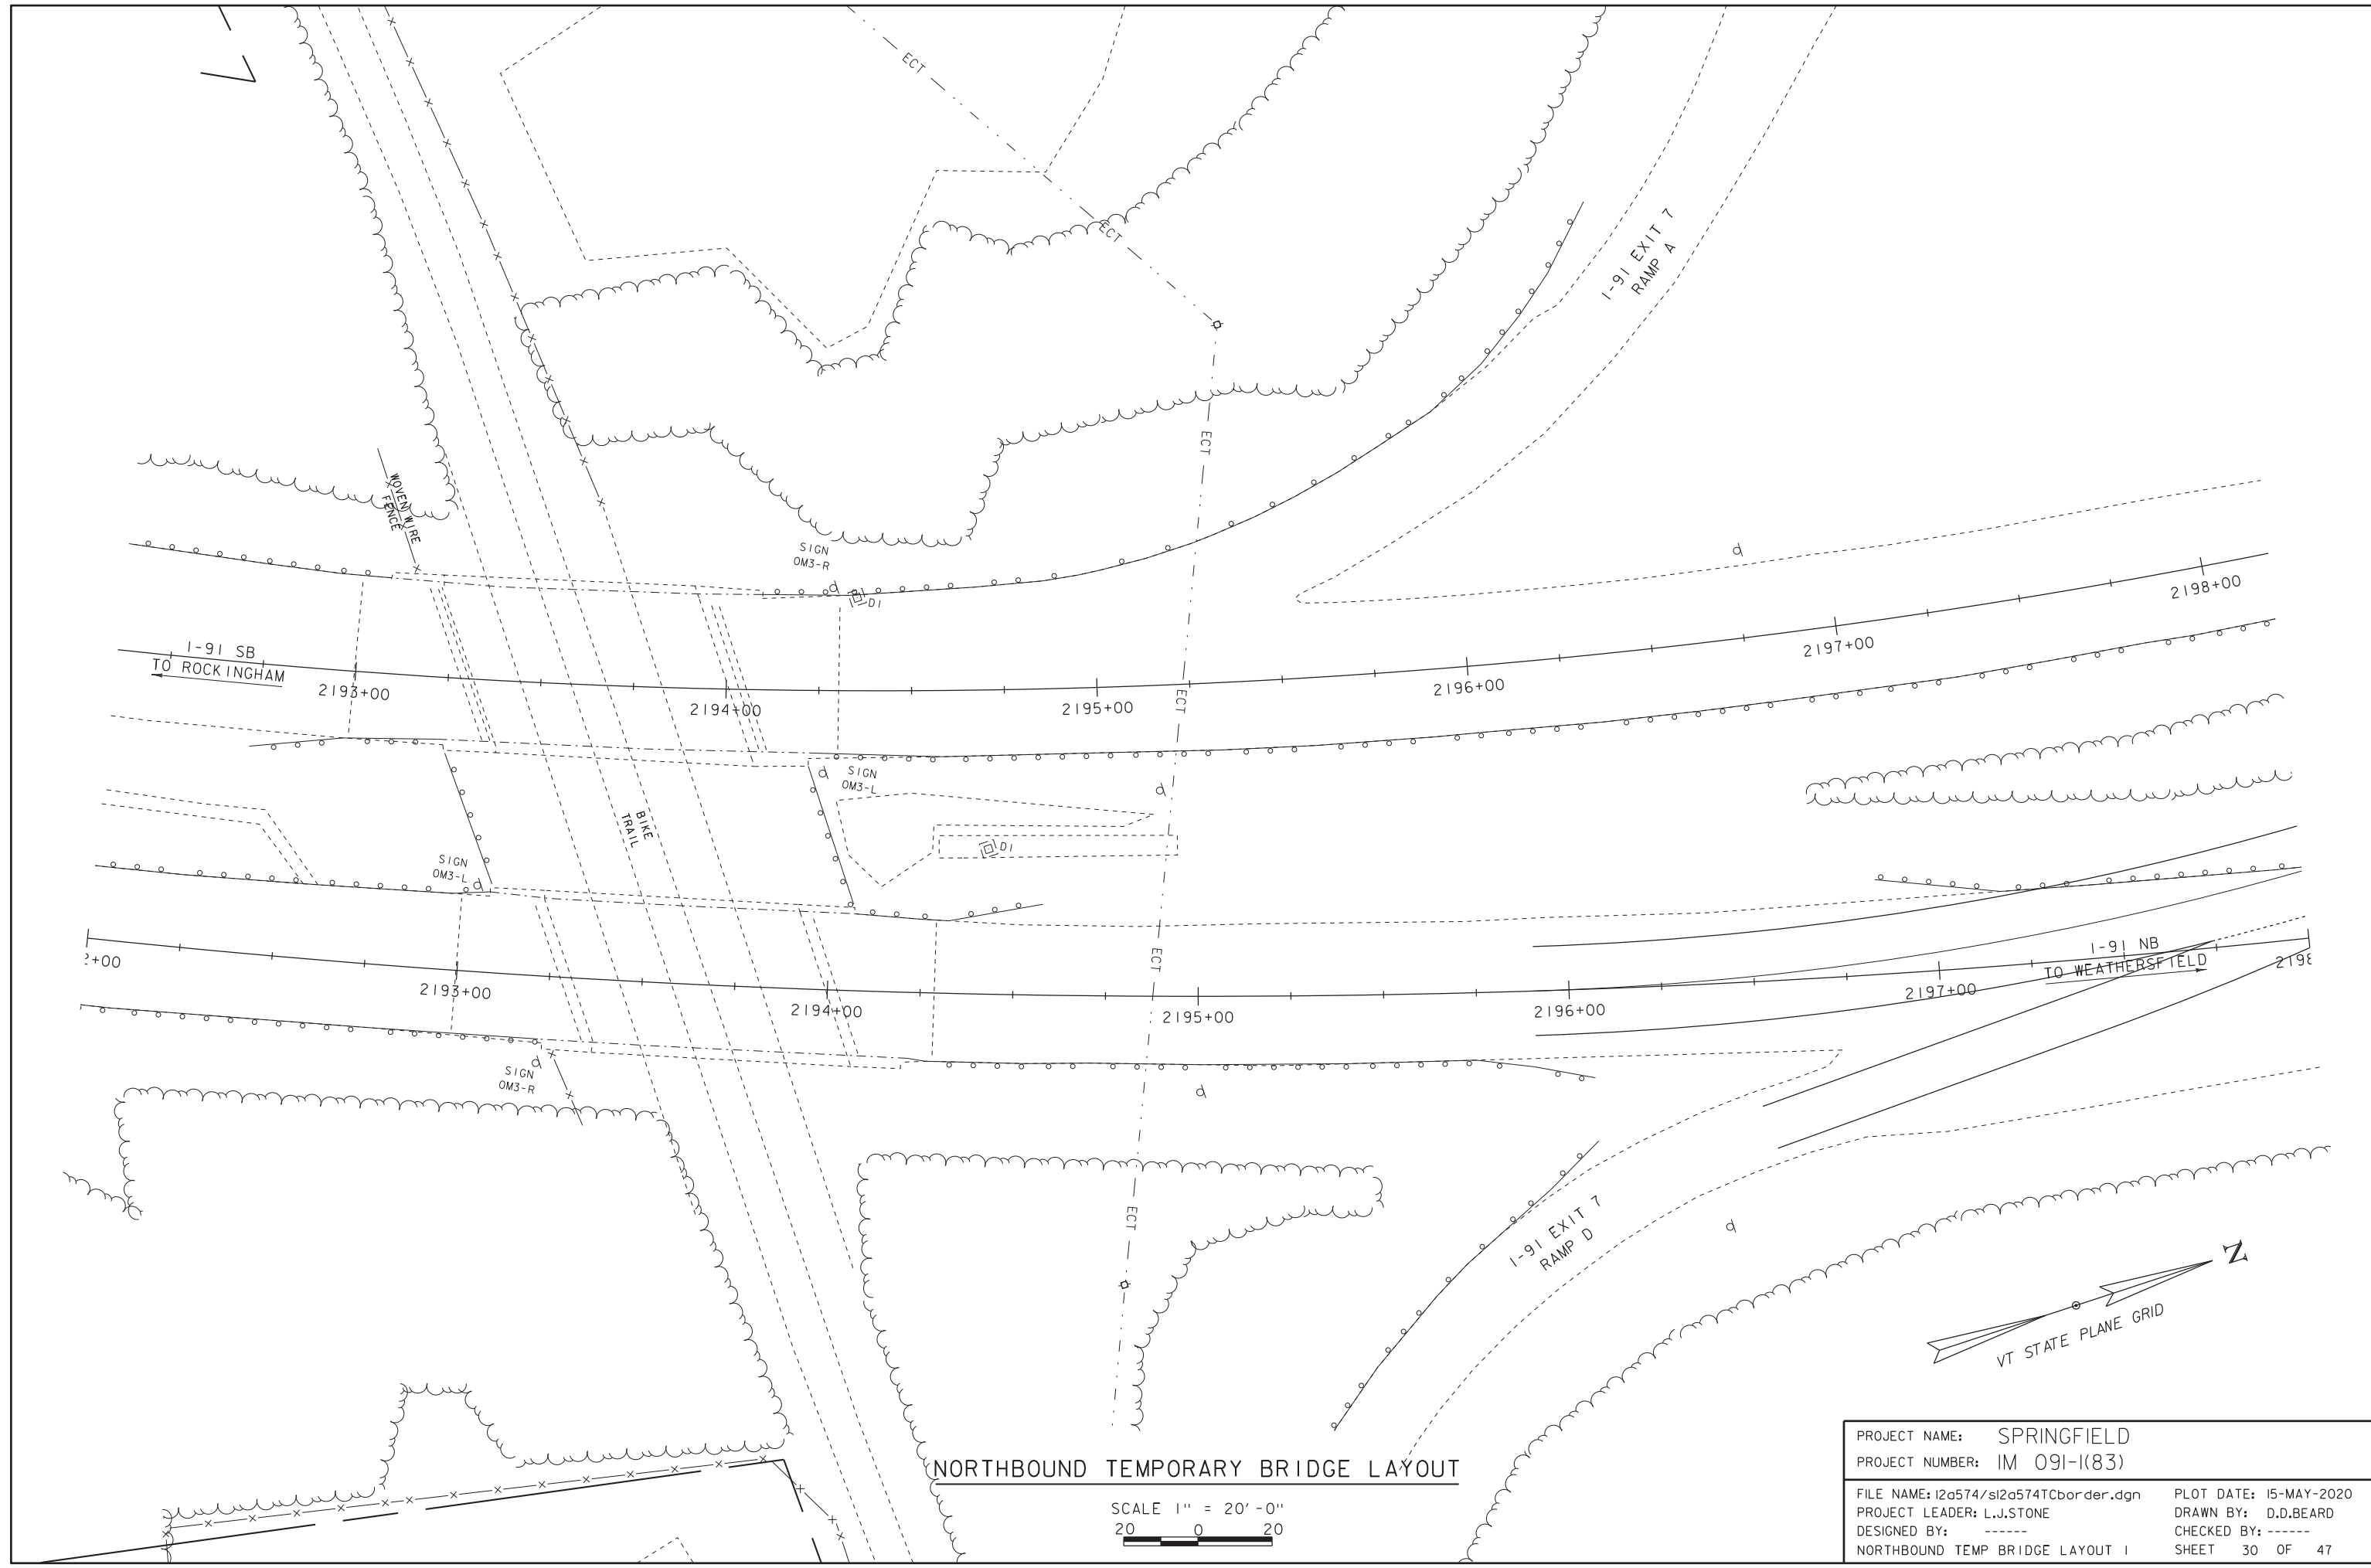 ECT
ECT
I-91 EXIT 7
RAMP A
ECT
WOVEN WIRE
FENCE
SIGN
OM3-R
DI
I-91 SB
TO ROCKINGHAM
2193+00
2194+00
2195+00
2196+00
2197+00
2198+00
ECT
SIGN
OM3-L
DI
BIKE
TRAIL
SIGN
OM3-L
ECT
I-91 NB
TO WEATHERSFIELD
2+00
2193+00
2194+00
2195+00
2196+00
2197+00
2198
SIGN
OM3-R
ECT
I-91 EXIT 7
RAMP D
N
VT STATE PLANE GRID
NORTHBOUND TEMPORARY BRIDGE LAYOUT
SCALE 1" = 20'-0"
20 0 20
PROJECT NAME: SPRINGFIELD
PROJECT NUMBER: IM 091-1(83)
FILE NAME: 12a574/s12a574TCborder.dgn PLOT DATE: 15-MAY-2020
PROJECT LEADER: L.J.STONE DRAWN BY: D.D.BEARD
DESIGNED BY: ------ CHECKED BY: ------
NORTHBOUND TEMP BRIDGE LAYOUT 1 SHEET 30 OF 47